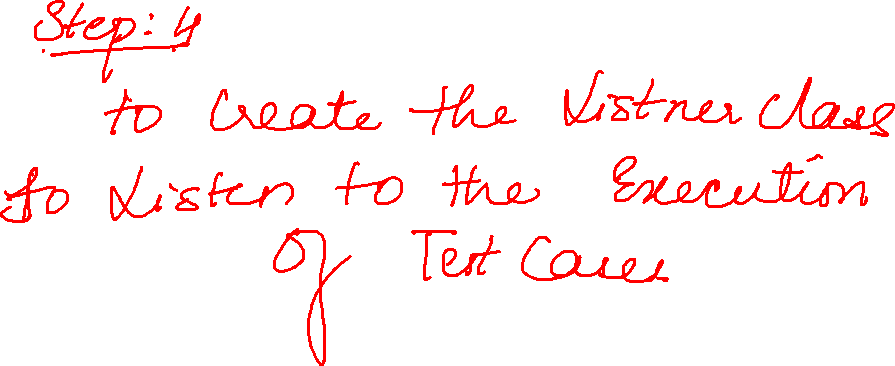 Step: 4
to Create the Listner Class
to Listen to the Execution
of Test Cases